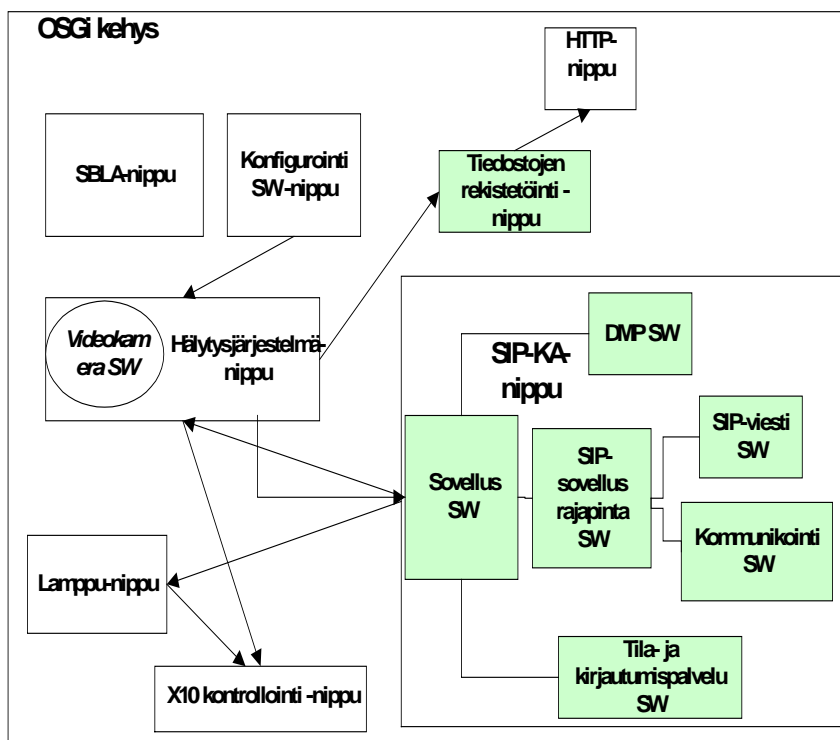 OSGi kehys
HTTP-
nippu
SBLA-nippu
Konfigurointi
SW-nippu
Tiedostojen
rekistetöinti -
nippu
Videokam
era SW
Hälytysjärjestelmä-
nippu
SIP-KA-
nippu
DMP SW
Sovellus
SW
SIP-
sovellus
rajapinta
SW
SIP-viesti
SW
Kommunikointi
SW
Lamppu-nippu
Tila- ja
kirjautumispalvelu
SW
X10 kontrollointi -nippu